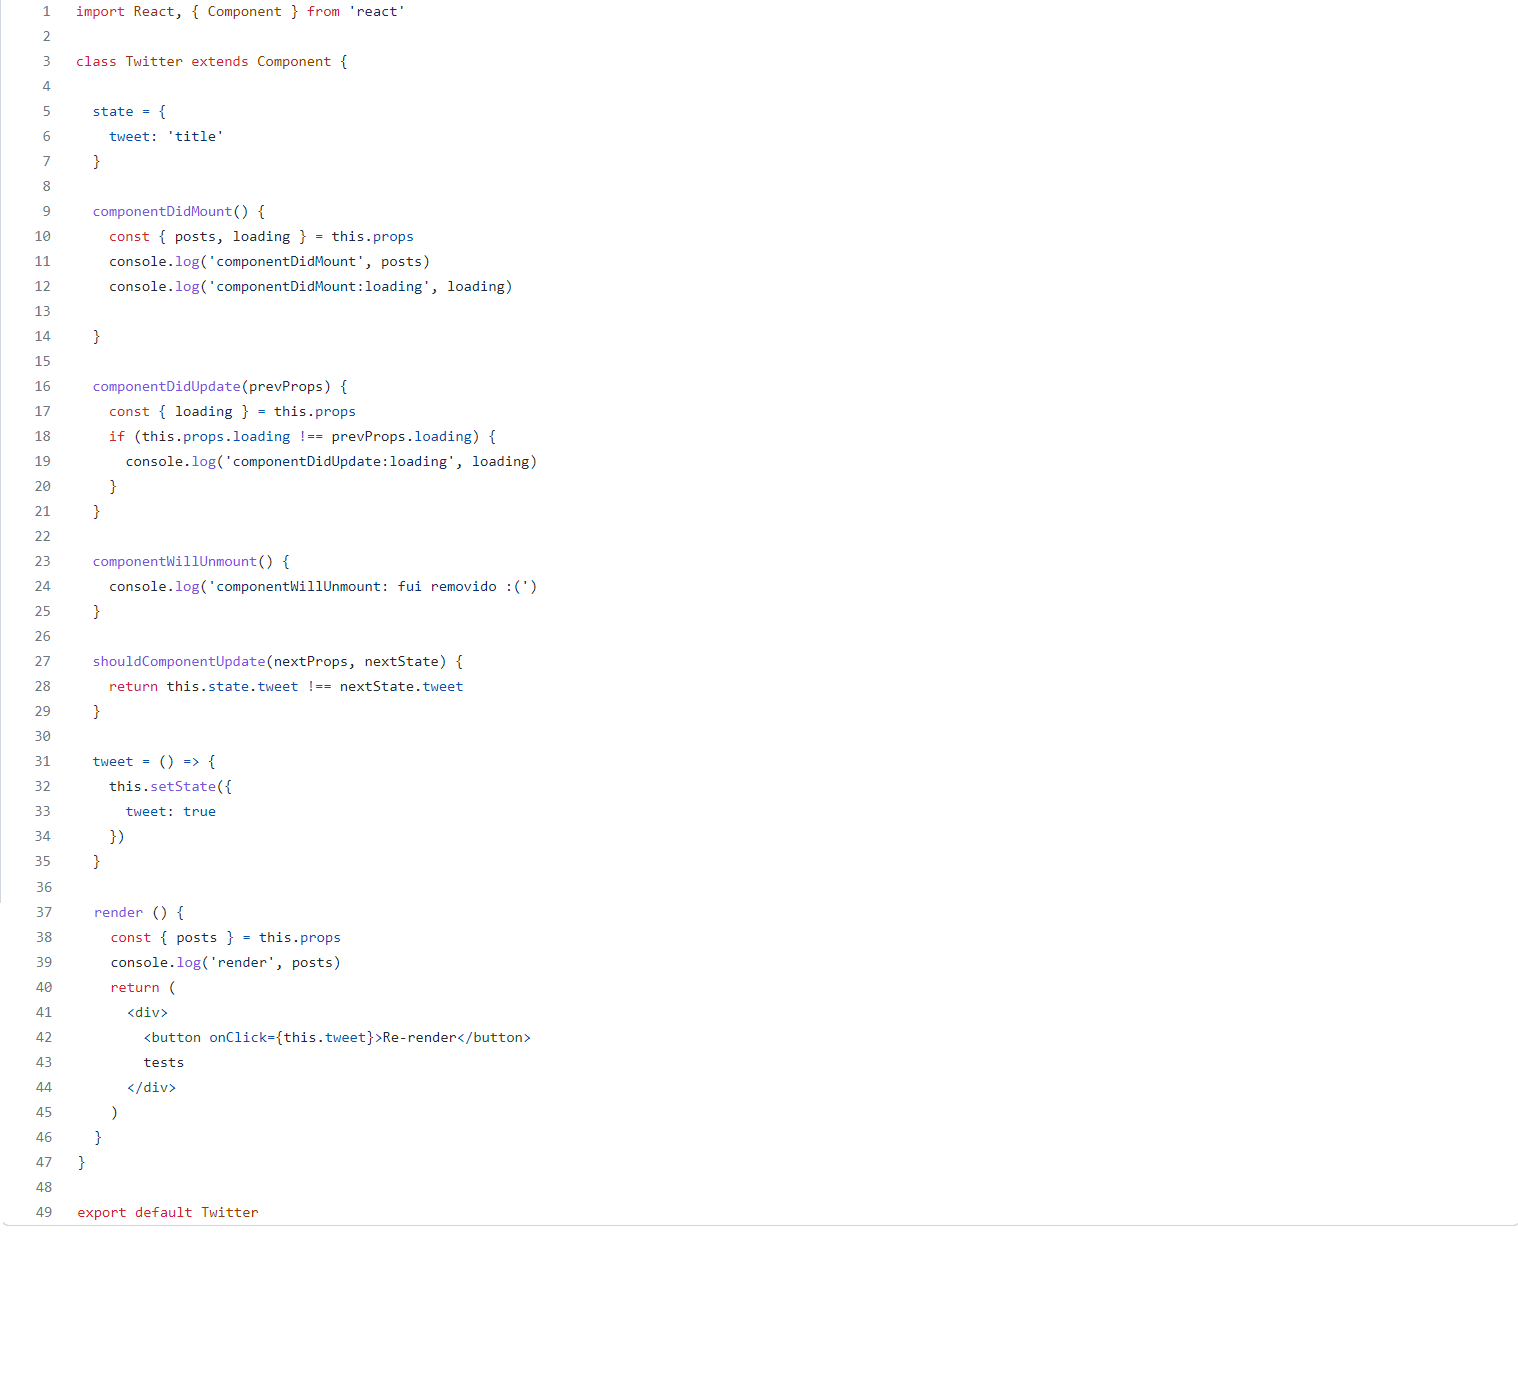 1 import React, { Component } from 'react'
2
3 class Twitter extends Component {
4
5   state = {
6     tweet: 'title'
7   }
8
9   componentDidMount() {
10     const { posts, loading } = this.props
11     console.log('componentDidMount', posts)
12     console.log('componentDidMount:loading', loading)
13
14   }
15
16   componentDidUpdate(prevProps) {
17     const { loading } = this.props
18     if (this.props.loading !== prevProps.loading) {
19       console.log('componentDidUpdate:loading', loading)
20     }
21   }
22
23   componentWillUnmount() {
24     console.log('componentWillUnmount: fui removido :(')
25   }
26
27   shouldComponentUpdate(nextProps, nextState) {
28     return this.state.tweet !== nextState.tweet
29   }
30
31   tweet = () => {
32     this.setState({
33       tweet: true
34     })
35   }
36
37   render () {
38     const { posts } = this.props
39     console.log('render', posts)
40     return (
41       <div>
42         <button onClick={this.tweet}>Re-render</button>
43         tests
44       </div>
45     )
46   }
47 }
48
49 export default Twitter